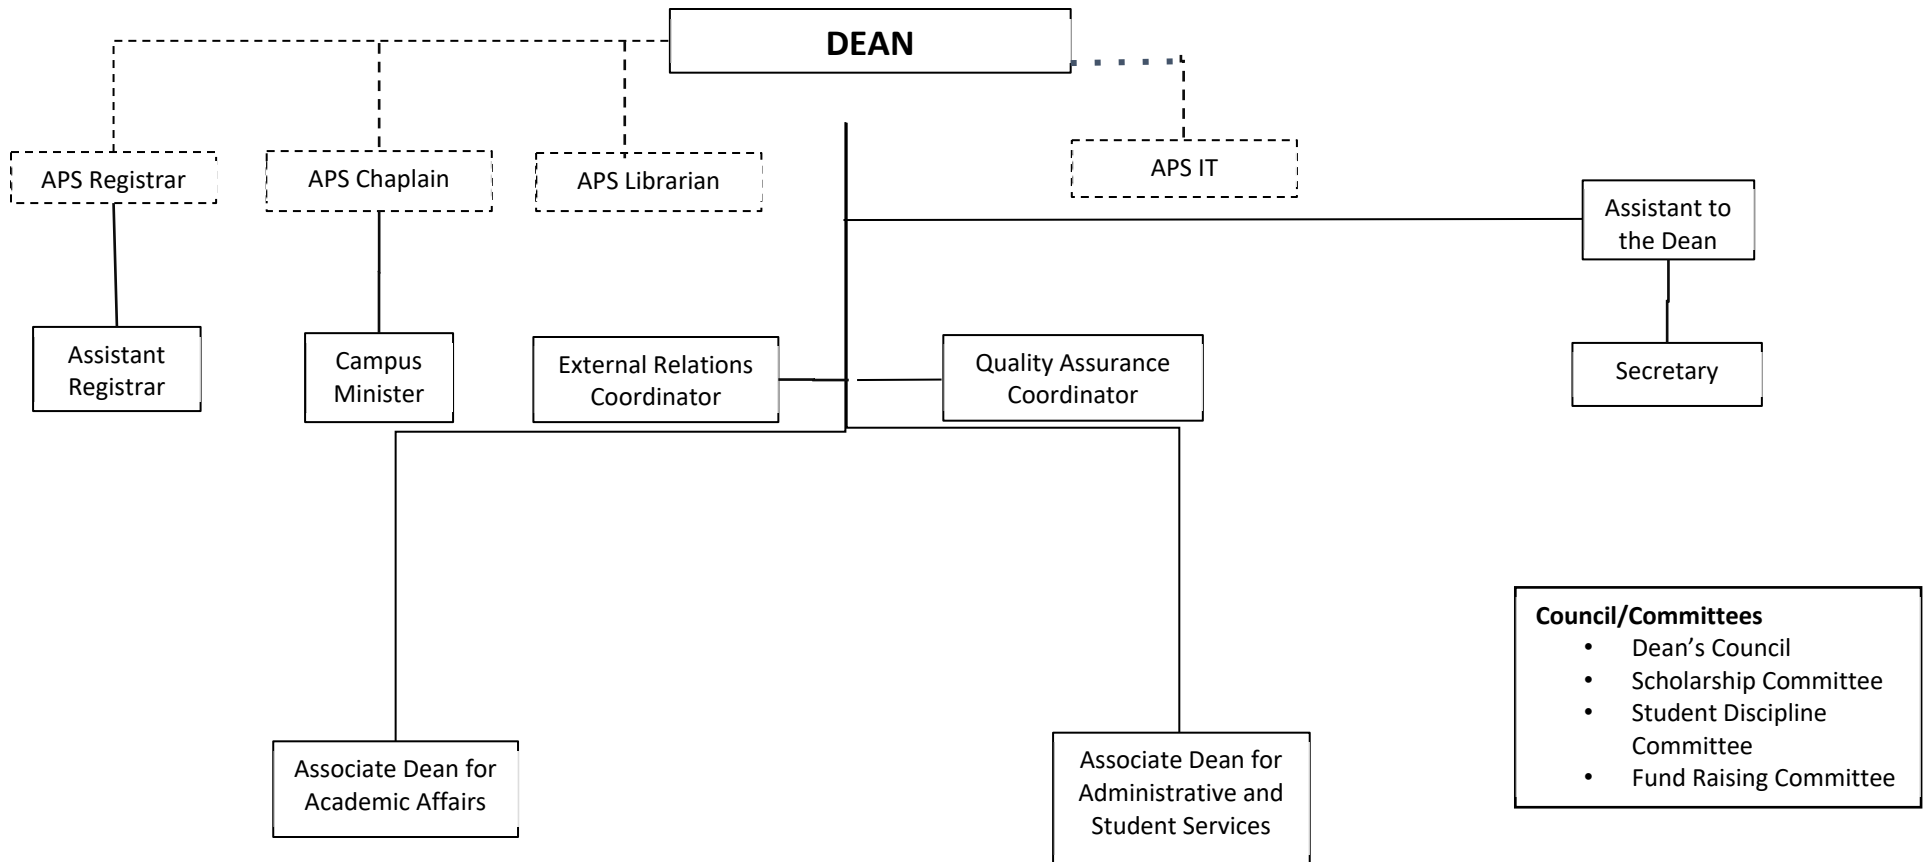 DEAN
APS Registrar
APS Chaplain
APS Librarian
APS IT
Assistant to
the Dean
Assistant
Registrar
Campus
Minister
External Relations
Coordinator
Quality Assurance
Coordinator
Secretary
Council/Committees
• Dean’s Council
• Scholarship Committee
• Student Discipline
Committee
• Fund Raising Committee
Associate Dean for
Academic Affairs
Associate Dean for
Administrative and
Student Services